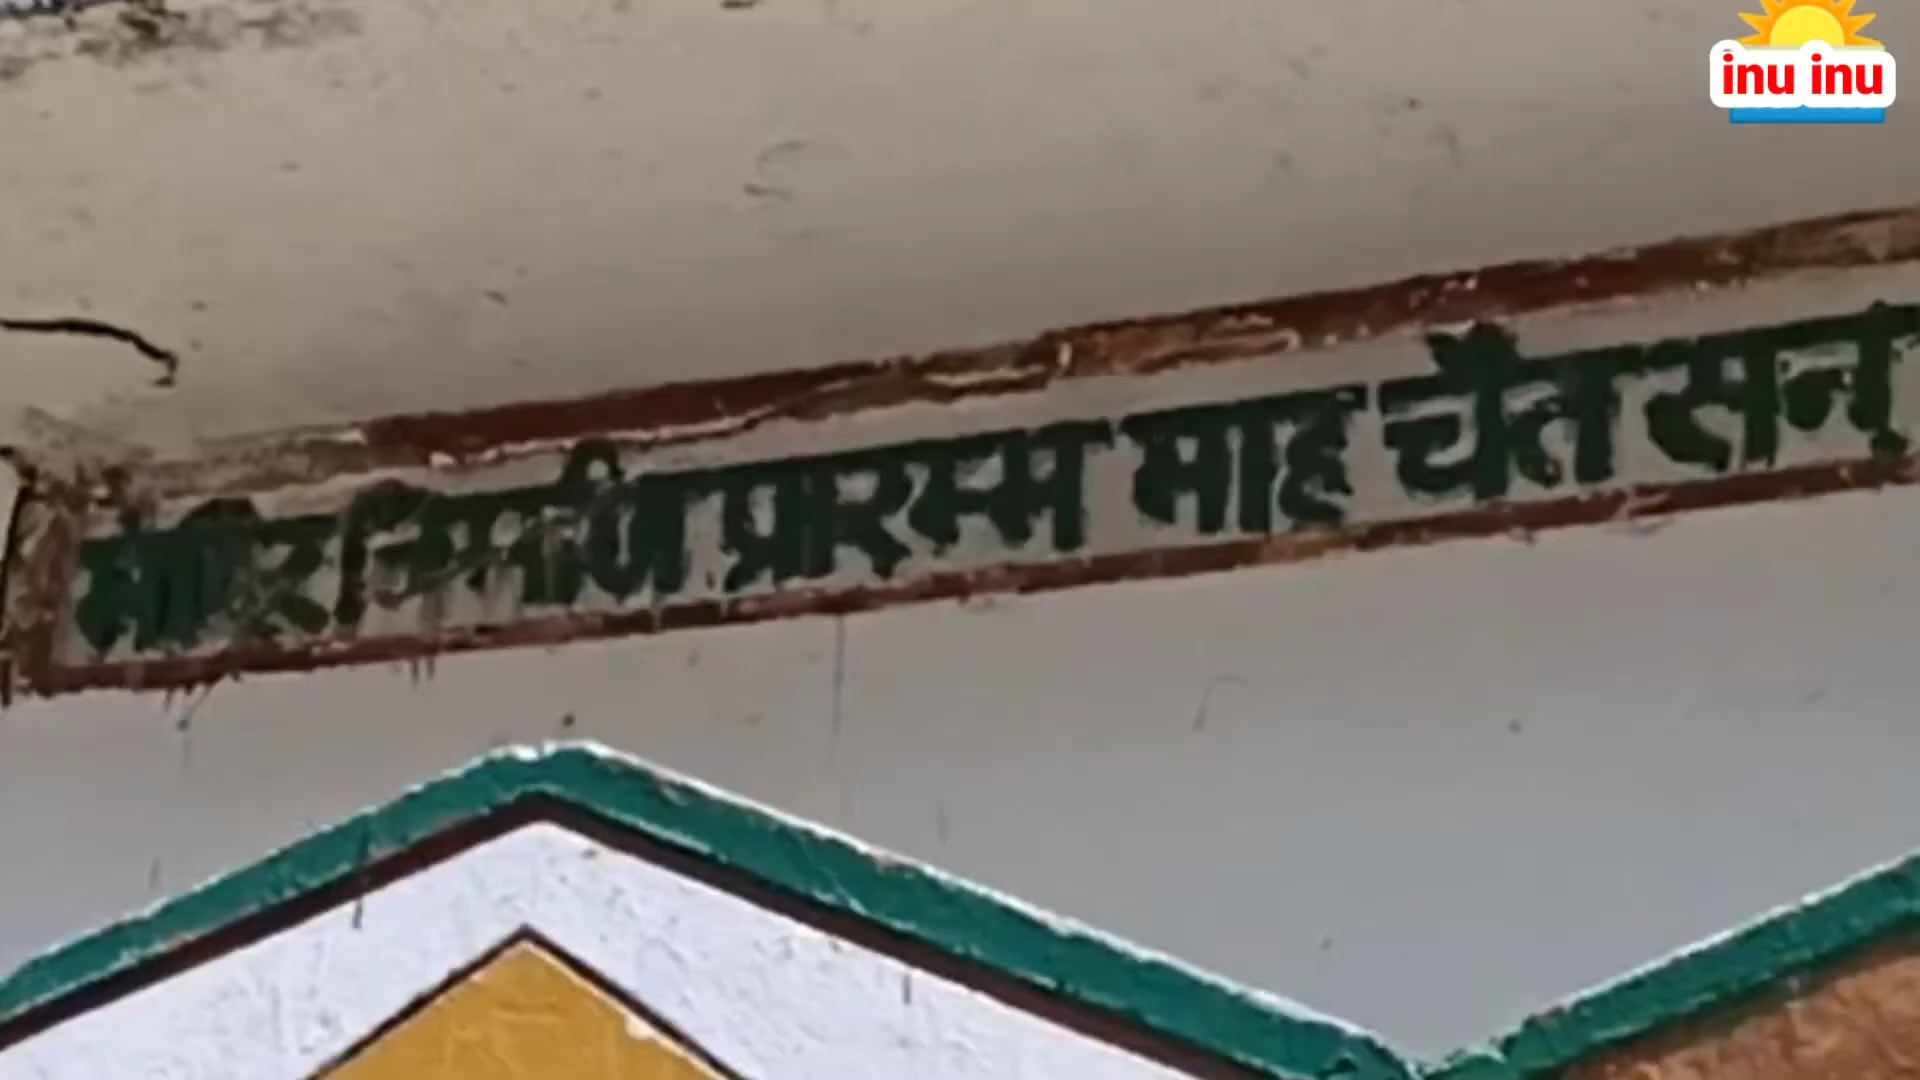 inu inu
मंदिर निर्माण प्रारम्भ माह चैत सन्